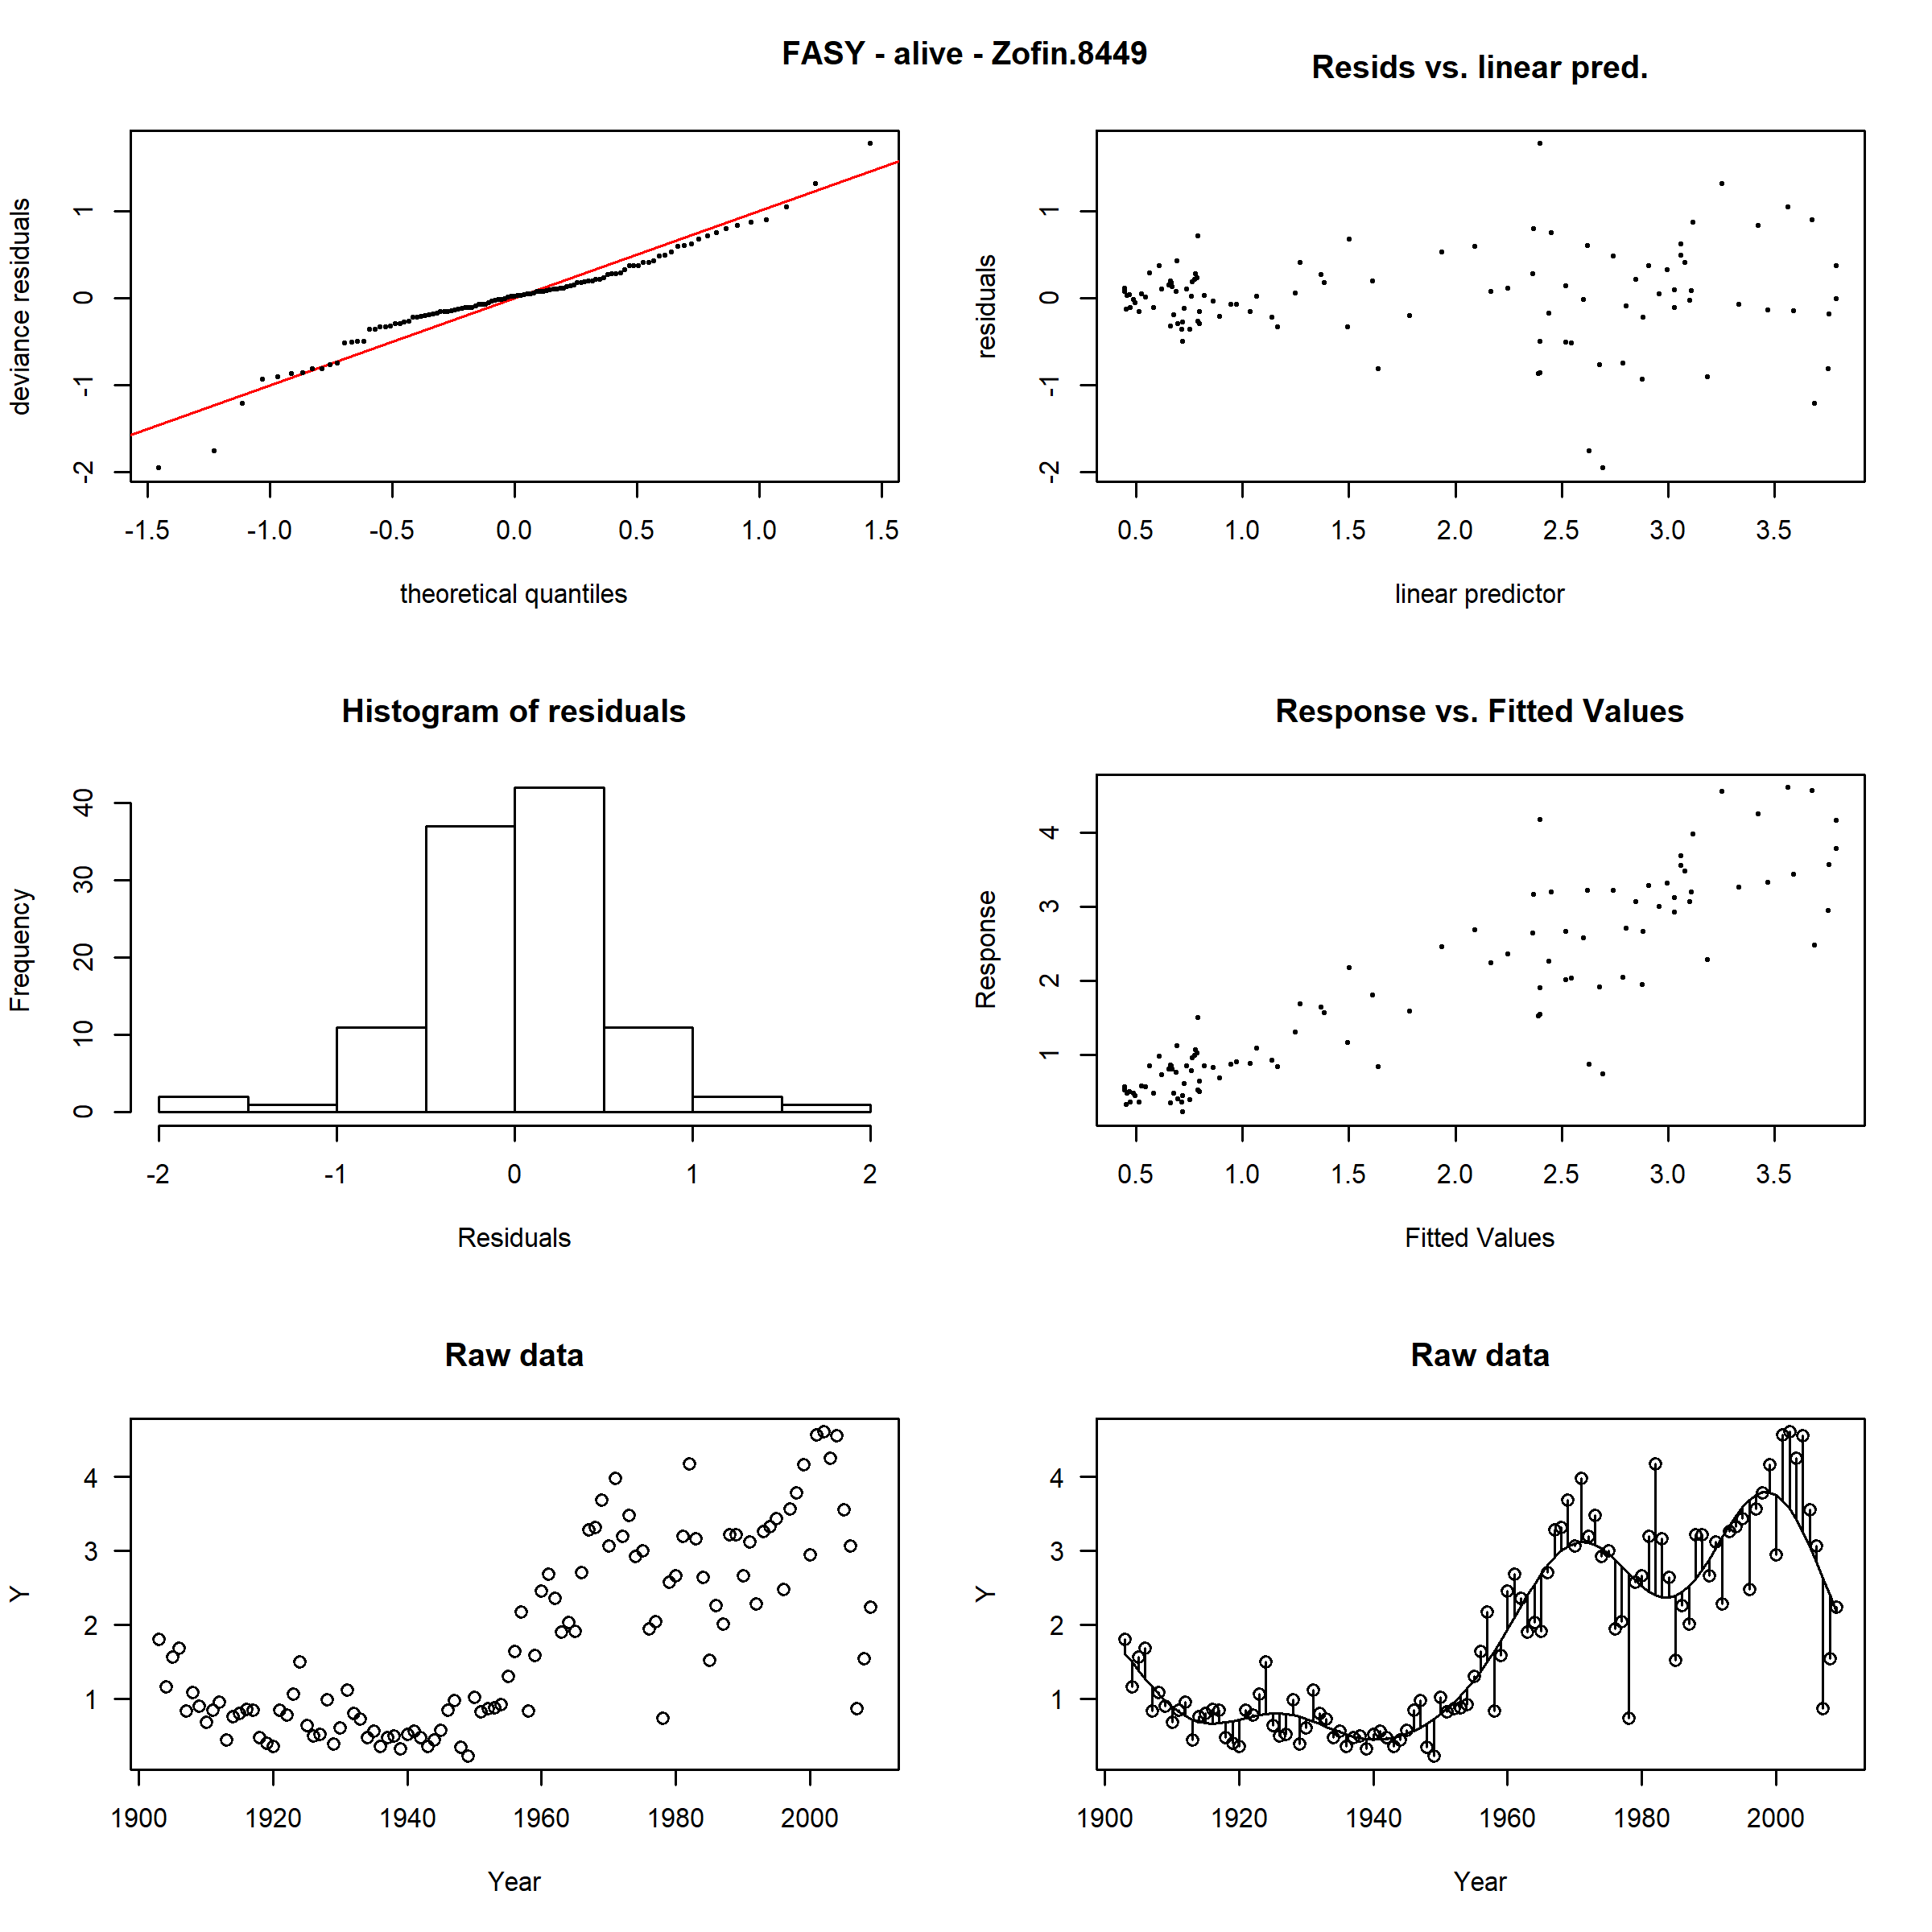 FASY - alive - Zofin.8449
Resids vs. linear pred.
deviance residuals
-2 -1 0 1
-1.5 -1.0 -0.5 0.0 0.5 1.0 1.5
theoretical quantiles
residuals
-2 -1 0 1
0.5 1.0 1.5 2.0 2.5 3.0 3.5
linear predictor
Histogram of residuals
Frequency
0 10 20 30 40
-2 -1 0 1 2
Residuals
Response vs. Fitted Values
Response
1 2 3 4
0.5 1.0 1.5 2.0 2.5 3.0 3.5
Fitted Values
Raw data
Y
4
3
2
1
1900 1920 1940 1960 1980 2000
Year
Raw data
Y
4
3
2
1
1900 1920 1940 1960 1980 2000
Year